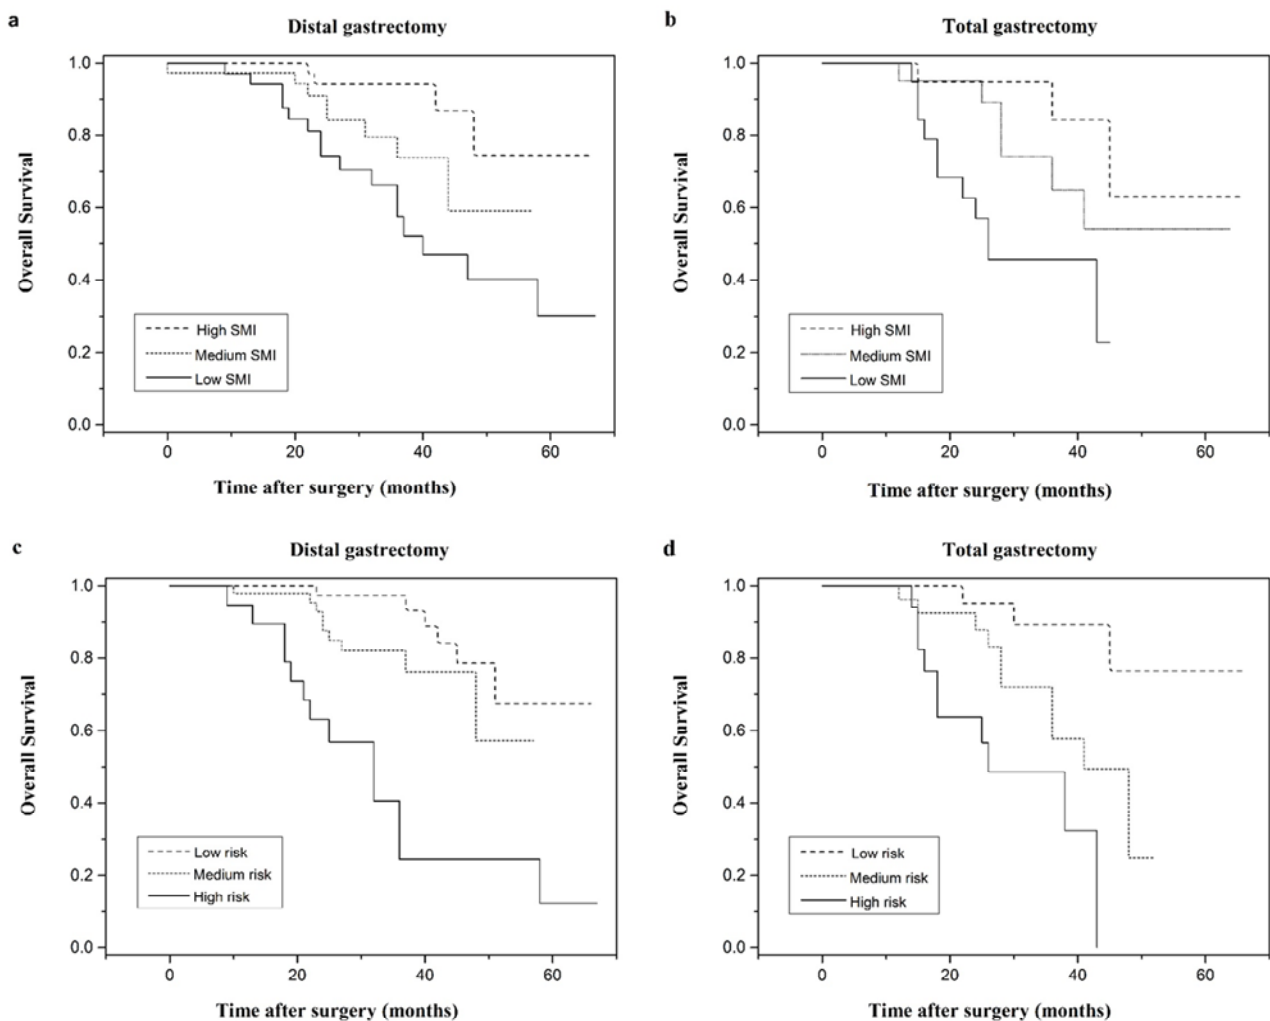 a
Distal gastrectomy
1.0
0.8
0.6
0.4
0.2
0.0
Overall Survival
High SMI
Medium SMI
Low SMI
0 20 40 60
Time after surgery (months)
b
Total gastrectomy
1.0
0.8
0.6
0.4
0.2
0.0
Overall Survival
High SMI
Medium SMI
Low SMI
0 20 40 60
Time after surgery (months)
c
Distal gastrectomy
1.0
0.8
0.6
0.4
0.2
0.0
Overall Survival
Low risk
Medium risk
High risk
0 20 40 60
Time after surgery (months)
d
Total gastrectomy
1.0
0.8
0.6
0.4
0.2
0.0
Overall Survival
Low risk
Medium risk
High risk
0 20 40 60
Time after surgery (months)